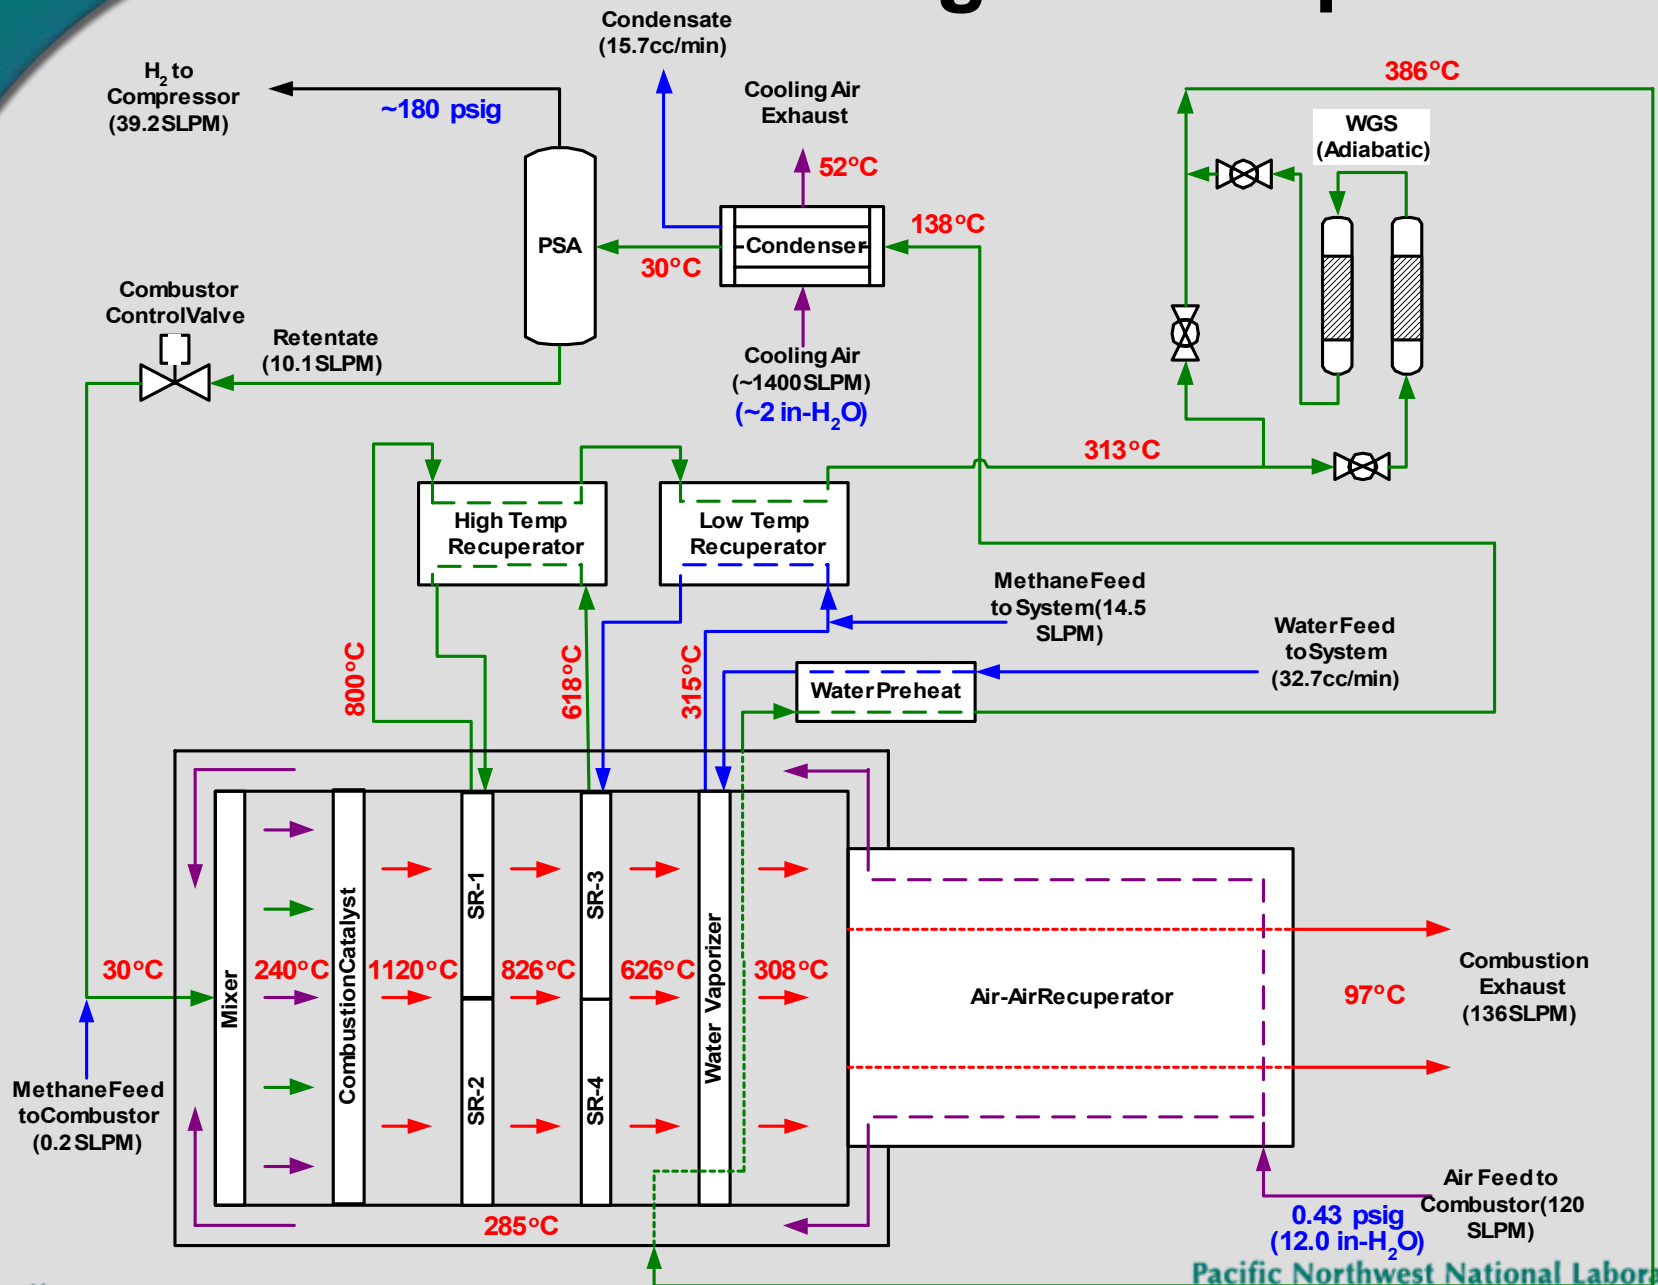 Condensate
(15.7cc/min)
H2 to
Compressor
(39.2SLPM)
~180 psig
Cooling Air
Exhaust
52°C
386°C
WGS
(Adiabatic)
PSA
Condenser
138°C
30°C
Combustor
ControlValve
Retentate
(10.1SLPM)
Cooling Air
(~1400SLPM)
(~2 in-H2O)
313°C
High Temp
Recuperator
Low Temp
Recuperator
MethaneFeed
toSystem(14.5
SLPM)
WaterFeed
toSystem
(32.7cc/min)
800°C
618°C
315°C
WaterPreheat
Mixer
CombustionCatalyst
SR-1
SR-2
SR-3
SR-4
Water Vaporizer
30°C
240°C
1120°C
826°C
626°C
308°C
Air-AirRecuperator
97°C
Combustion
Exhaust
(136SLPM)
MethaneFeed
toCombustor
(0.2SLPM)
285°C
Air Feed to
Combustor(120
SLPM)
0.43 psig
(12.0 in-H2O)
Pacific Northwest National